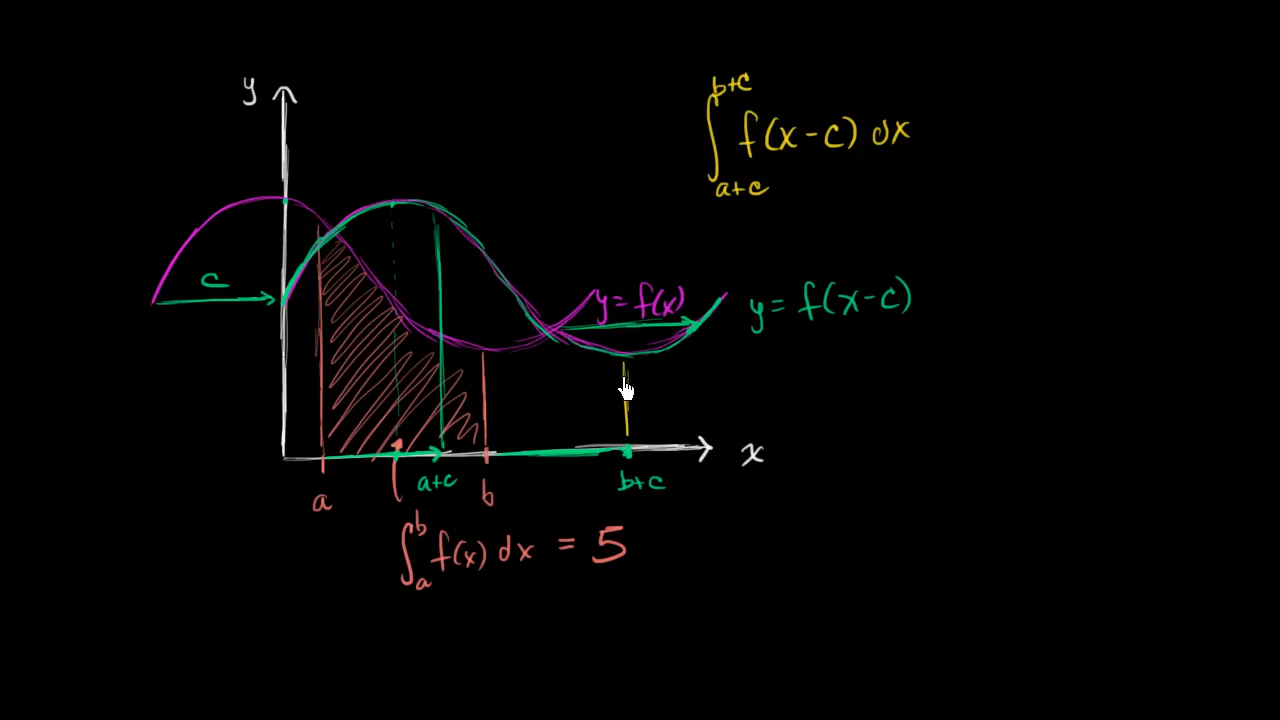 y
∫_{a+c}^{b+c} f(x-c) dx
c
y = f(x)
y = f(x-c)
x
a
a+c
b
b+c
∫_a^b f(x) dx = 5